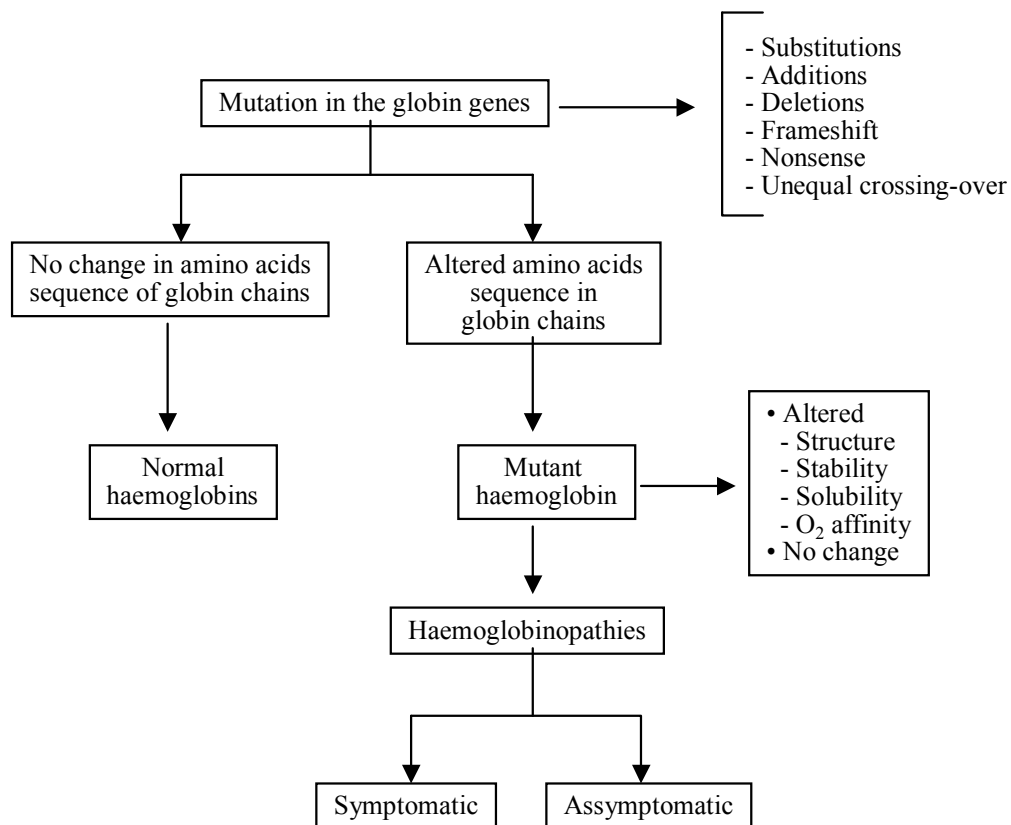 Mutation in the globin genes
- Substitutions
- Additions
- Deletions
- Frameshift
- Nonsense
- Unequal crossing-over
No change in amino acids
sequence of globin chains
Altered amino acids
sequence in
globin chains
Normal
haemoglobins
Mutant
haemoglobin
• Altered
- Structure
- Stability
- Solubility
- O₂ affinity
• No change
Haemoglobinopathies
Symptomatic
Assymptomatic